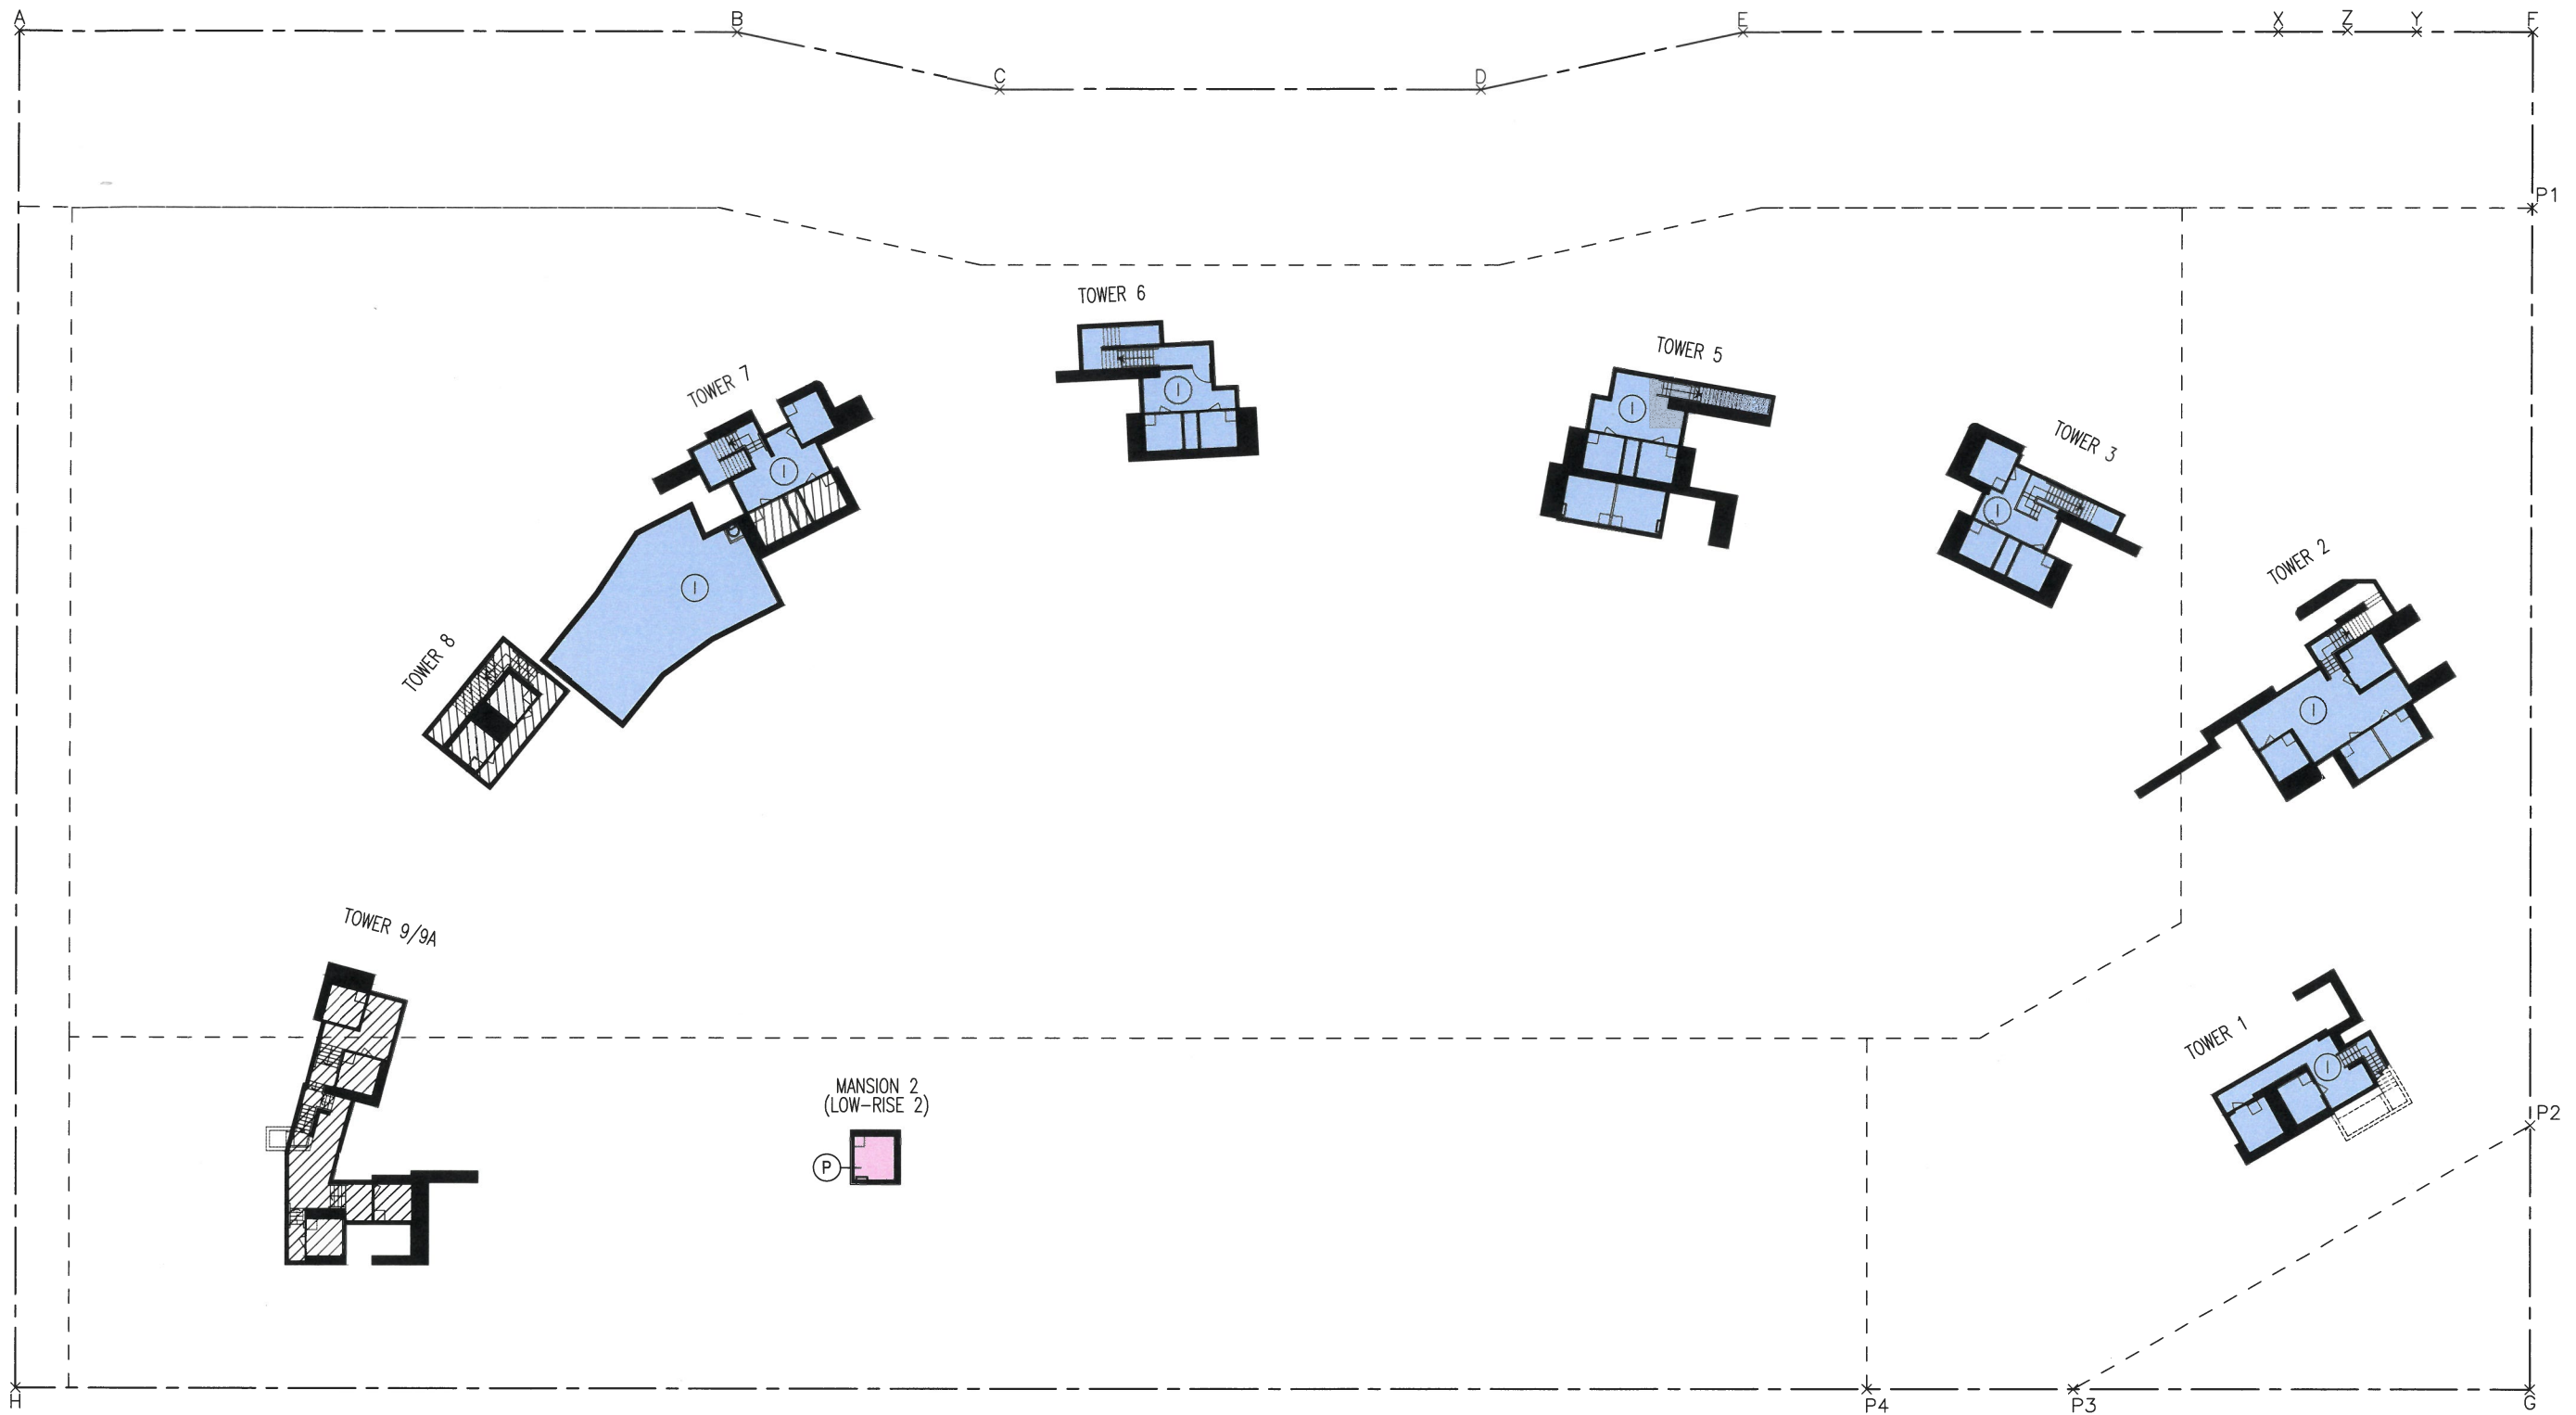 A
B
E
X
Z
Y
F
C
D
P1
TOWER 6
TOWER 5
TOWER 7
I
I
I
TOWER 3
I
TOWER 2
I
TOWER 8
I
TOWER 9/9A
TOWER 1
I
MANSION 2
(LOW-RISE 2)
P
P2
H
P4
P3
G